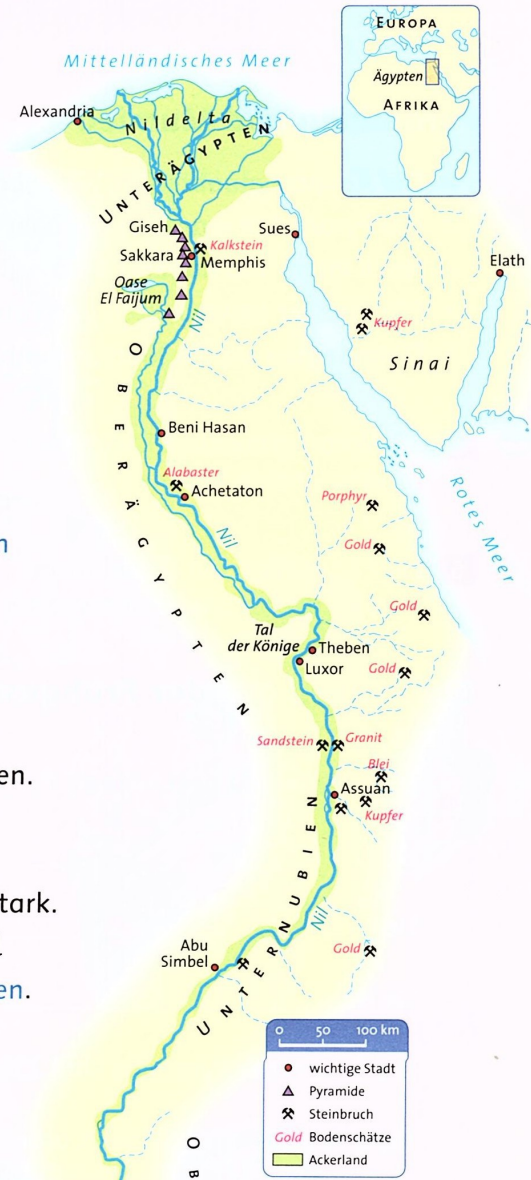 EUROPA
Ägypten
AFRIKA
Mittelländisches Meer
Alexandria
Nildelta
UNTERÄGYPTEN
Giseh
Kalkstein
Sakkara
Memphis
Sues
Elath
Oase
El Faijum
Nil
Kupfer
Sinai
OBERÄGYPTEN
Beni Hasan
Alabaster
Achetaton
Rotes Meer
Porphyr
Nil
Gold
n
Gold
Tal
der Könige
Theben
Luxor
Gold
Sandstein
Granit
Blei
en.
Assuan
Kupfer
UNTERNUBIEN
tark.
Nil
Gold
Abu
Simbel
en.
0 50 100 km
wichtige Stadt
Pyramide
Steinbruch
Gold Bodenschätze
Ackerland
OB